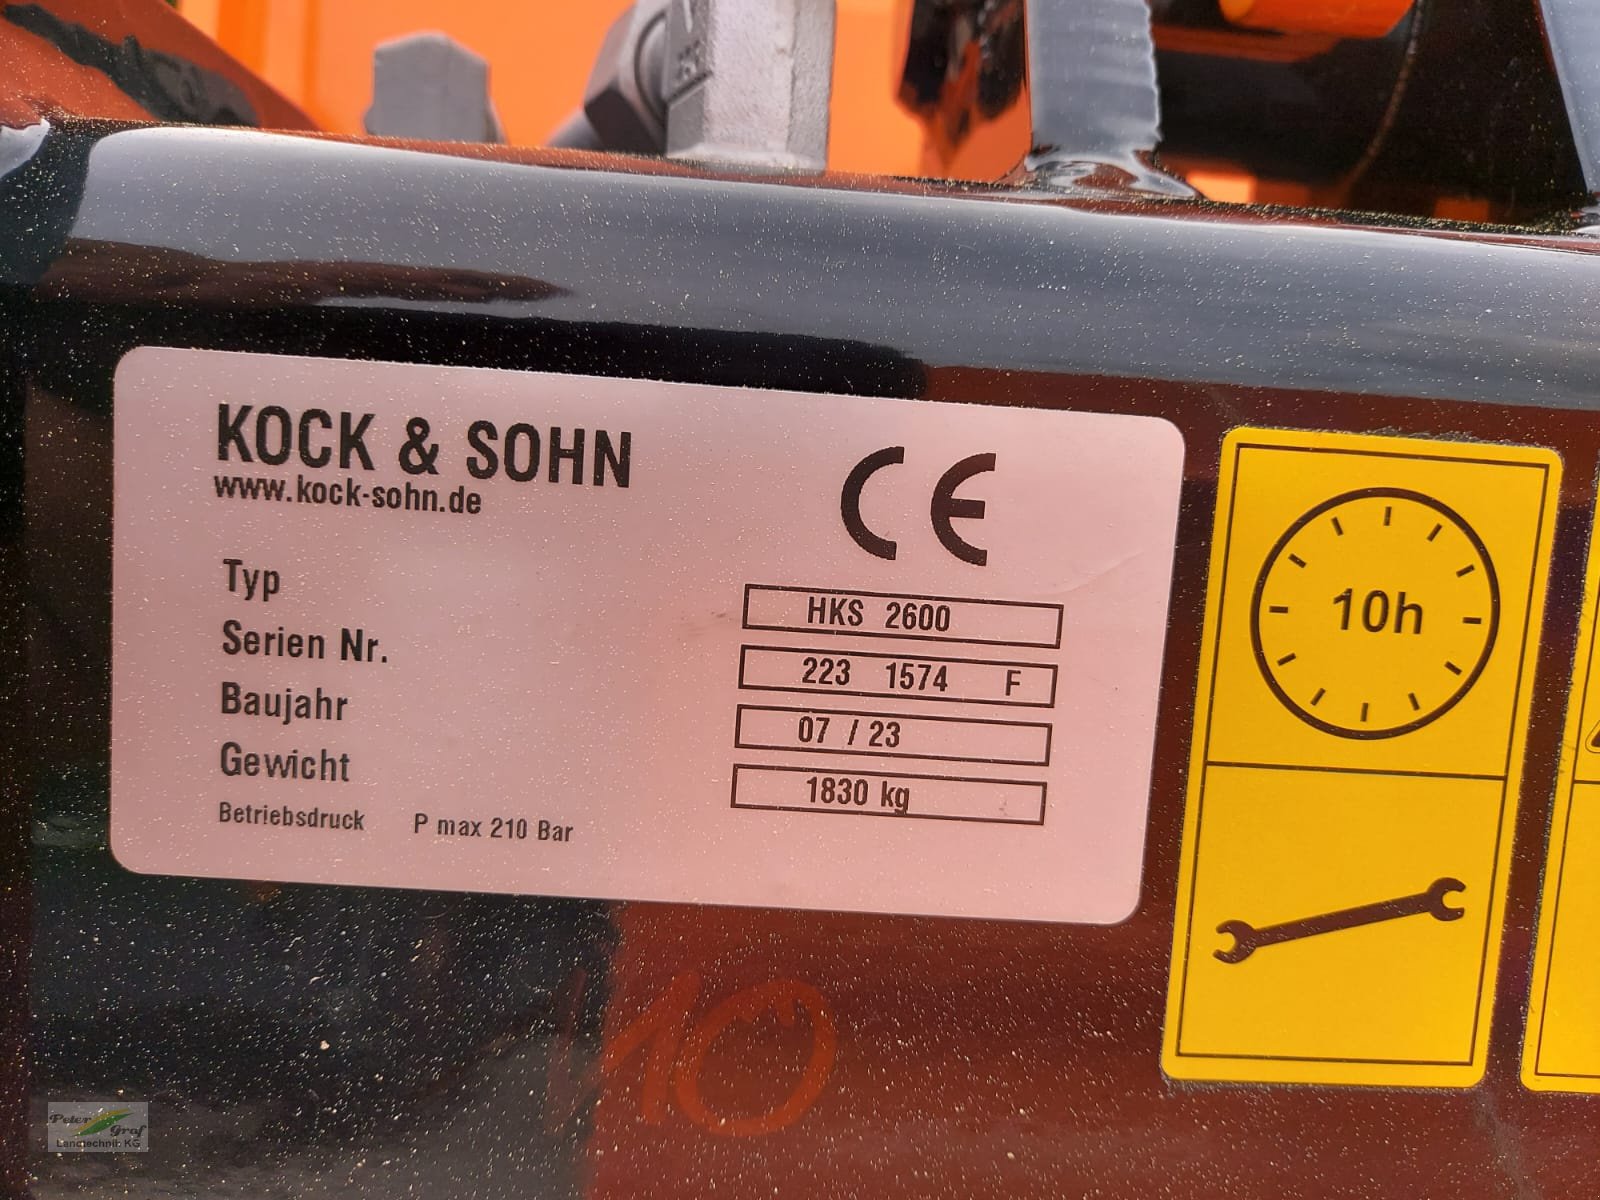 KOCK & SOHN
www.kock-sohn.de
CE
Typ HKS 2600
Serien Nr. 223 1574 F
Baujahr 07 / 23
Gewicht 1830 kg
Betriebsdruck P max 210 Bar
10h
10
Peter
Graf
Landtechnik KG